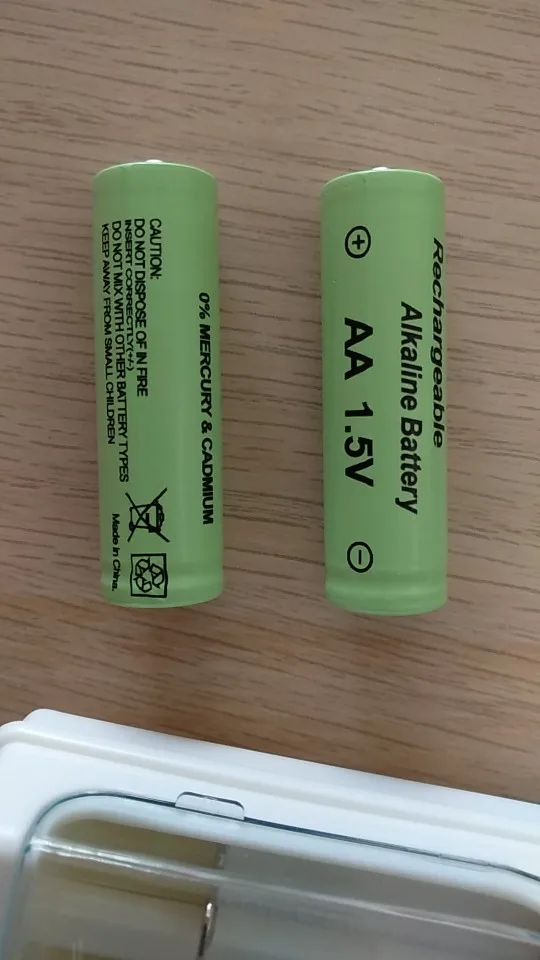 0% MERCURY & CADMIUM
CAUTION:
DO NOT DISPOSE OF IN FIRE
INSERT CORRECTLY(+/-)
DO NOT MIX WITH OTHER BATTERY TYPES
KEEP AWAY FROM SMALL CHILDREN
Made in China.
Rechargeable
Alkaline Battery
+ AA 1.5V −